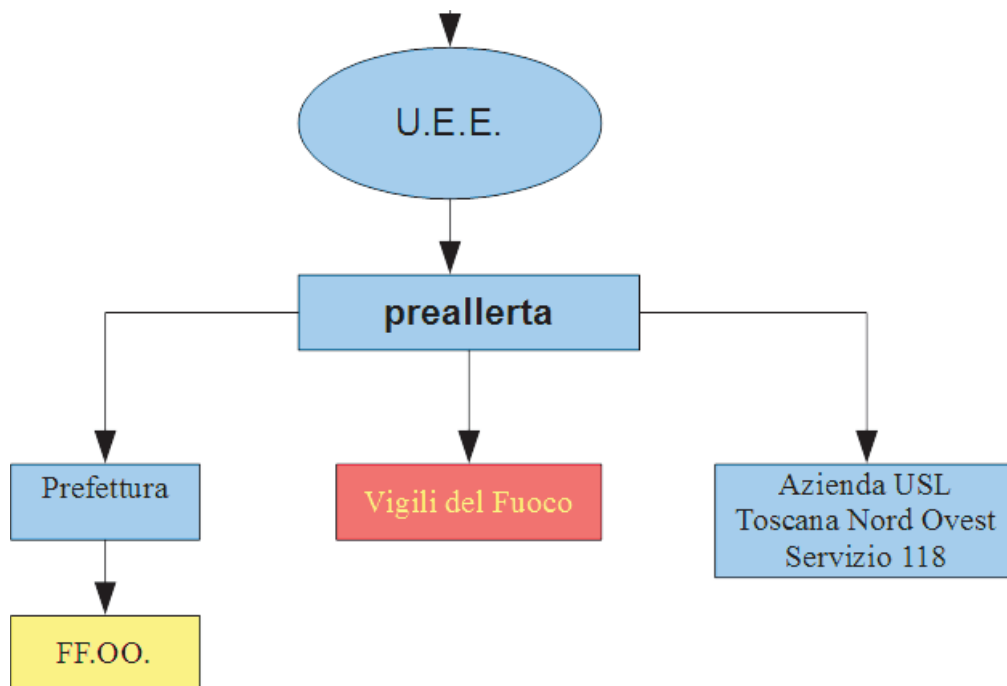 U.E.E.
preallerta
Prefettura
Vigili del Fuoco
Azienda USL
Toscana Nord Ovest
Servizio 118
FF.OO.